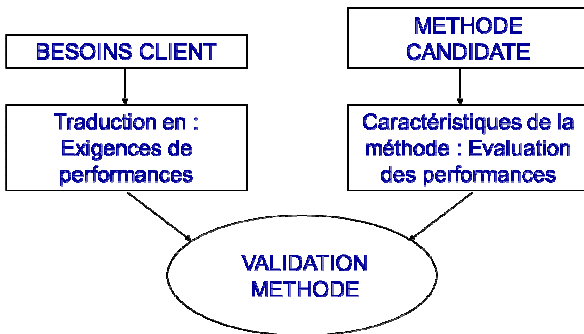 BESOINS CLIENT
METHODE
CANDIDATE
Traduction en :
Exigences de
performances
Caractéristiques de la
méthode : Evaluation
des performances
VALIDATION
METHODE